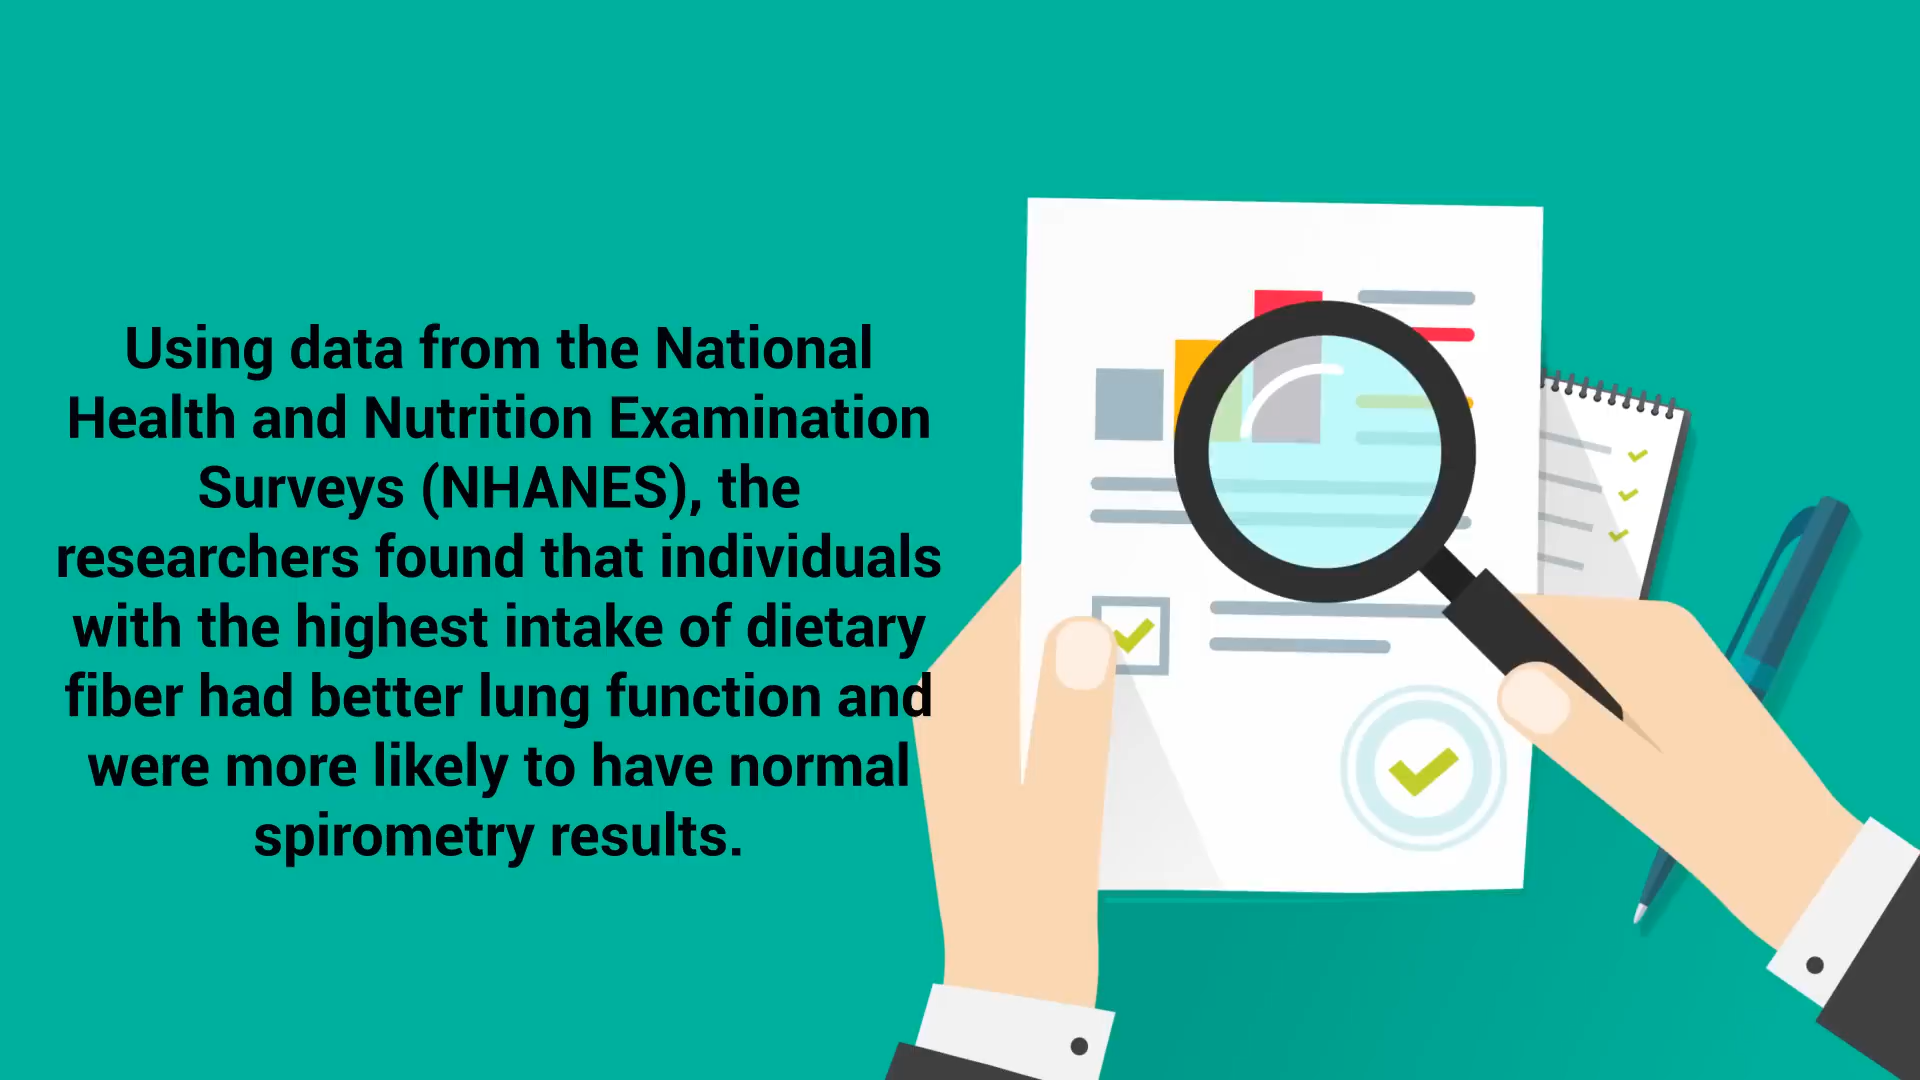 Using data from the National
Health and Nutrition Examination
Surveys (NHANES), the
researchers found that individuals
with the highest intake of dietary
fiber had better lung function and
were more likely to have normal
spirometry results.